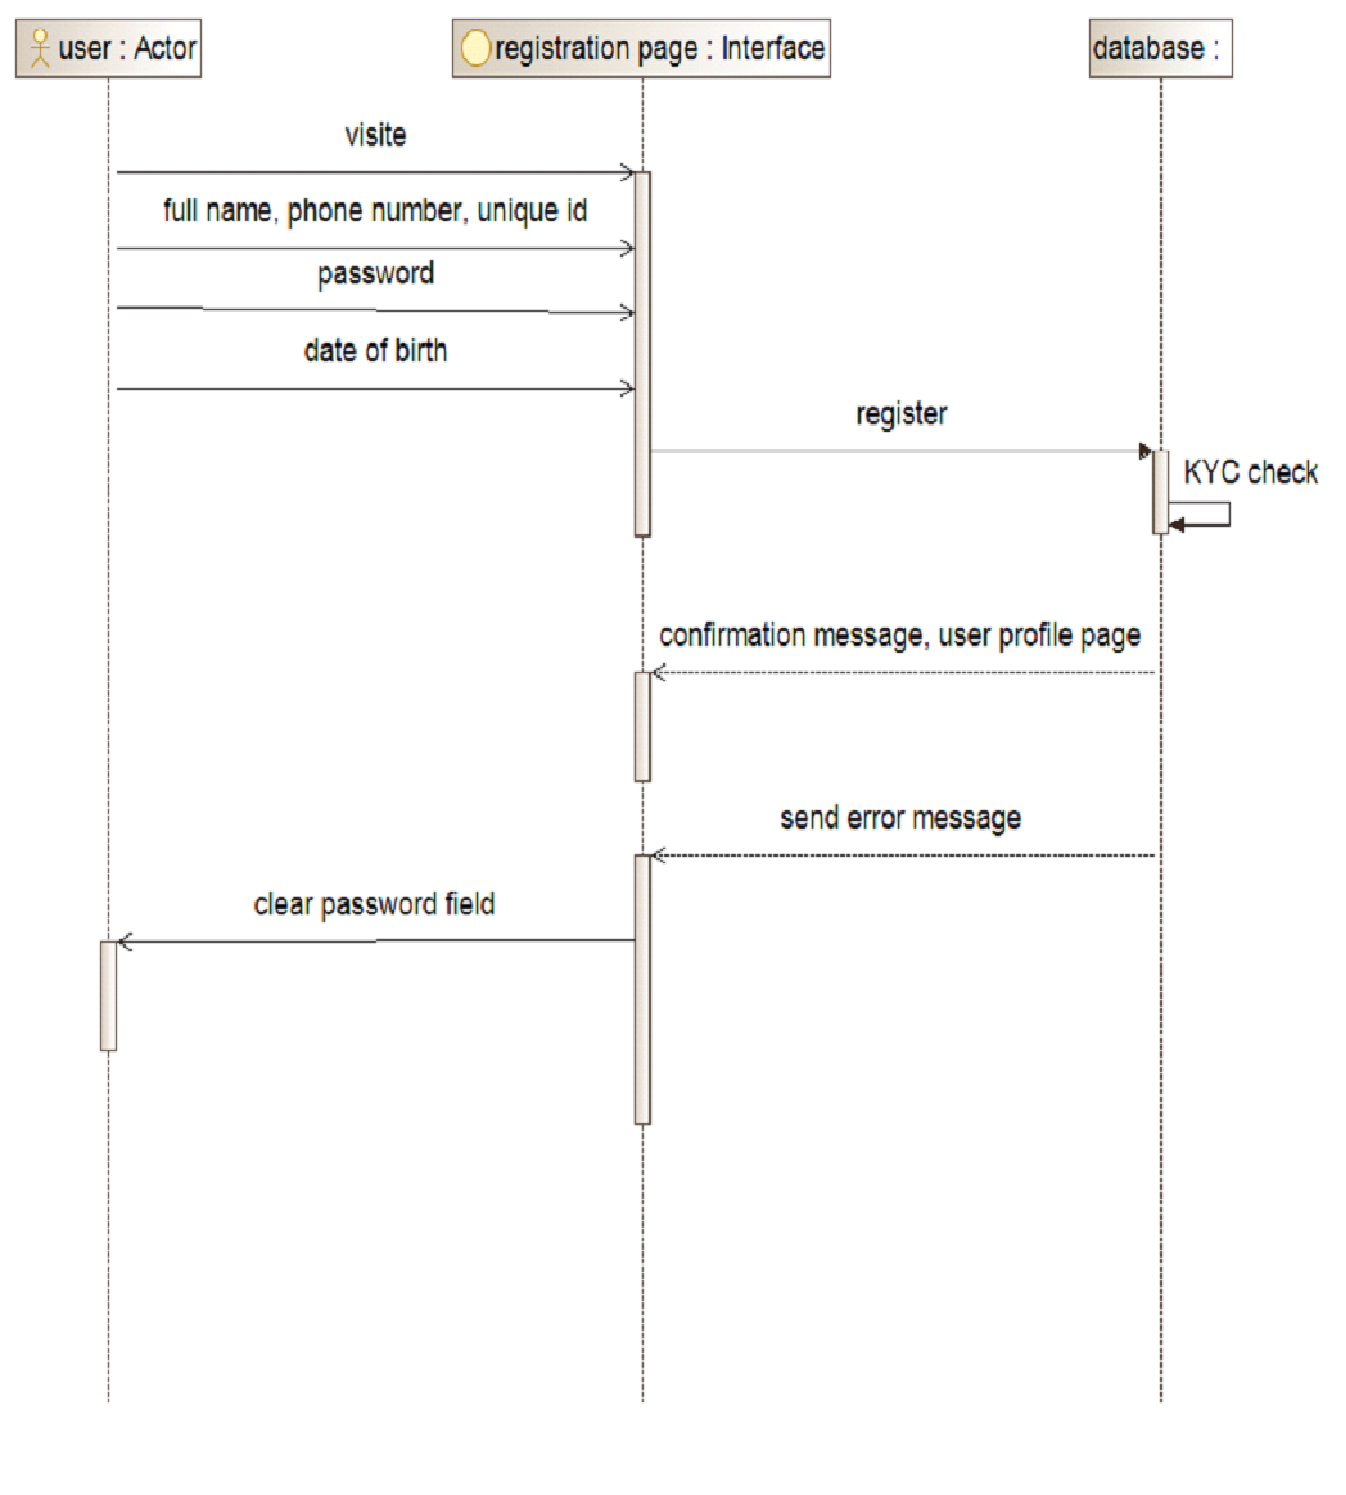 user : Actor
registration page : Interface
database :
visite
full name, phone number, unique id
password
date of birth
register
KYC check
confirmation message, user profile page
send error message
clear password field